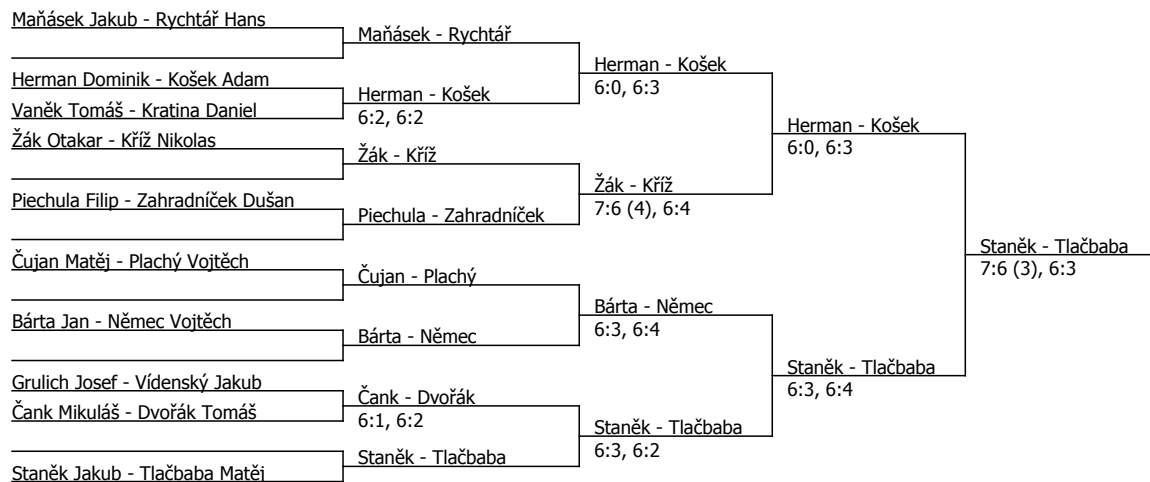 Maňásek Jakub - Rychtář Hans
Maňásek - Rychtář
Herman - Košek
6:0, 6:3
Herman Dominik - Košek Adam
Herman - Košek
6:2, 6:2
Vaněk Tomáš - Kratina Daniel
Herman - Košek
6:0, 6:3
Žák Otakar - Kříž Nikolas
Žák - Kříž
Žák - Kříž
7:6 (4), 6:4
Piechula Filip - Zahradníček Dušan
Piechula - Zahradníček
Staněk - Tlačbaba
7:6 (3), 6:3
Čujan Matěj - Plachý Vojtěch
Čujan - Plachý
Bárta - Němec
6:3, 6:4
Bárta Jan - Němec Vojtěch
Bárta - Němec
Staněk - Tlačbaba
6:3, 6:4
Grulich Josef - Vídenský Jakub
Čank - Dvořák
6:1, 6:2
Čank Mikuláš - Dvořák Tomáš
Staněk - Tlačbaba
6:3, 6:2
Staněk - Tlačbaba
Staněk Jakub - Tlačbaba Matěj